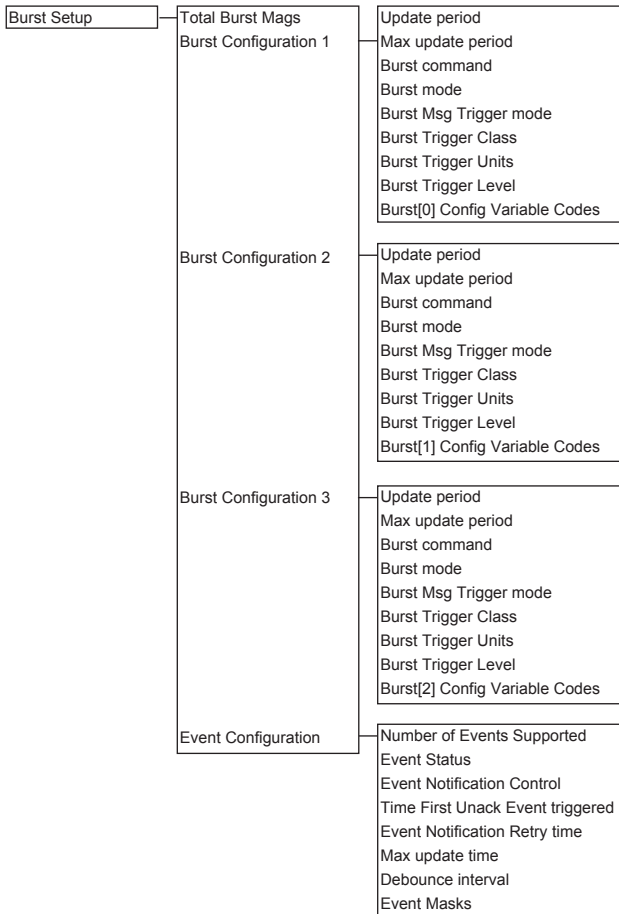 Burst Setup
Total Burst Mags
Burst Configuration 1
Update period
Max update period
Burst command
Burst mode
Burst Msg Trigger mode
Burst Trigger Class
Burst Trigger Units
Burst Trigger Level
Burst[0] Config Variable Codes
Burst Configuration 2
Update period
Max update period
Burst command
Burst mode
Burst Msg Trigger mode
Burst Trigger Class
Burst Trigger Units
Burst Trigger Level
Burst[1] Config Variable Codes
Burst Configuration 3
Update period
Max update period
Burst command
Burst mode
Burst Msg Trigger mode
Burst Trigger Class
Burst Trigger Units
Burst Trigger Level
Burst[2] Config Variable Codes
Event Configuration
Number of Events Supported
Event Status
Event Notification Control
Time First Unack Event triggered
Event Notification Retry time
Max update time
Debounce interval
Event Masks